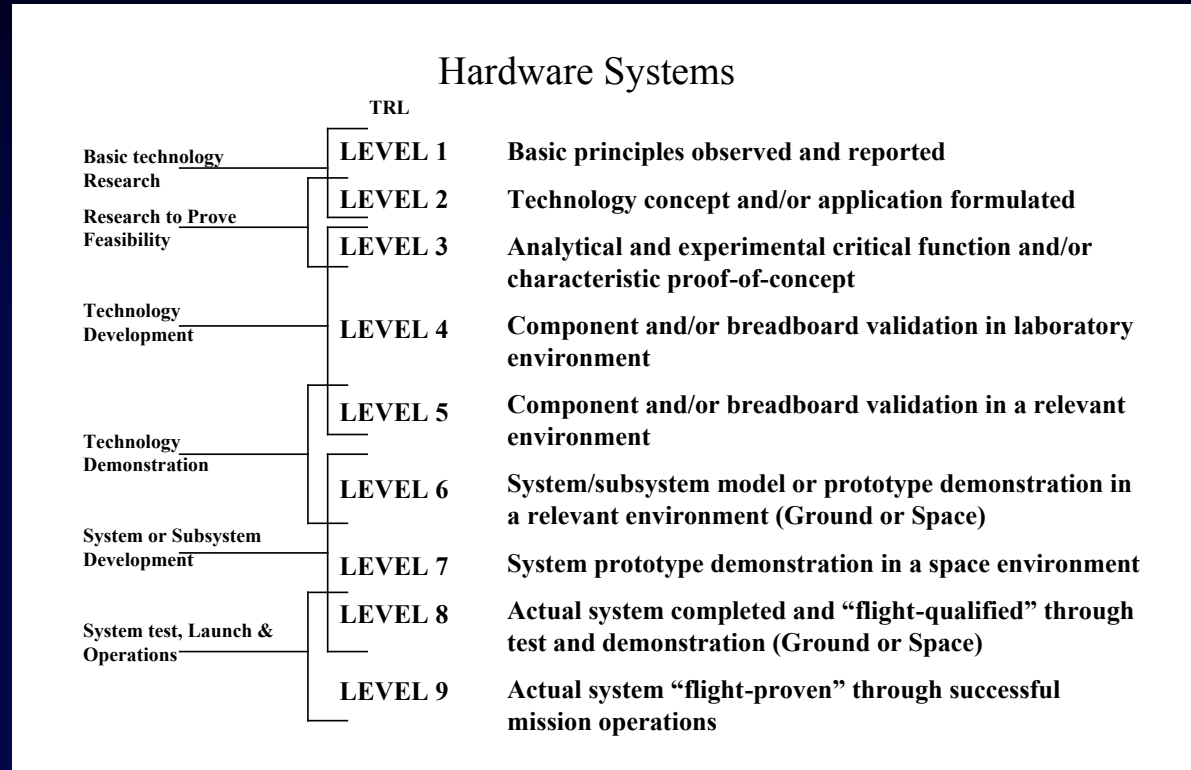 Hardware Systems
TRL
Basic technology
Research
LEVEL 1
Basic principles observed and reported
Research to Prove
Feasibility
LEVEL 2
Technology concept and/or application formulated
LEVEL 3
Analytical and experimental critical function and/or
characteristic proof-of-concept
Technology
Development
LEVEL 4
Component and/or breadboard validation in laboratory
environment
LEVEL 5
Component and/or breadboard validation in a relevant
environment
Technology
Demonstration
LEVEL 6
System/subsystem model or prototype demonstration in
a relevant environment (Ground or Space)
System or Subsystem
Development
LEVEL 7
System prototype demonstration in a space environment
LEVEL 8
Actual system completed and “flight-qualified” through
test and demonstration (Ground or Space)
System test, Launch &
Operations
LEVEL 9
Actual system “flight-proven” through successful
mission operations